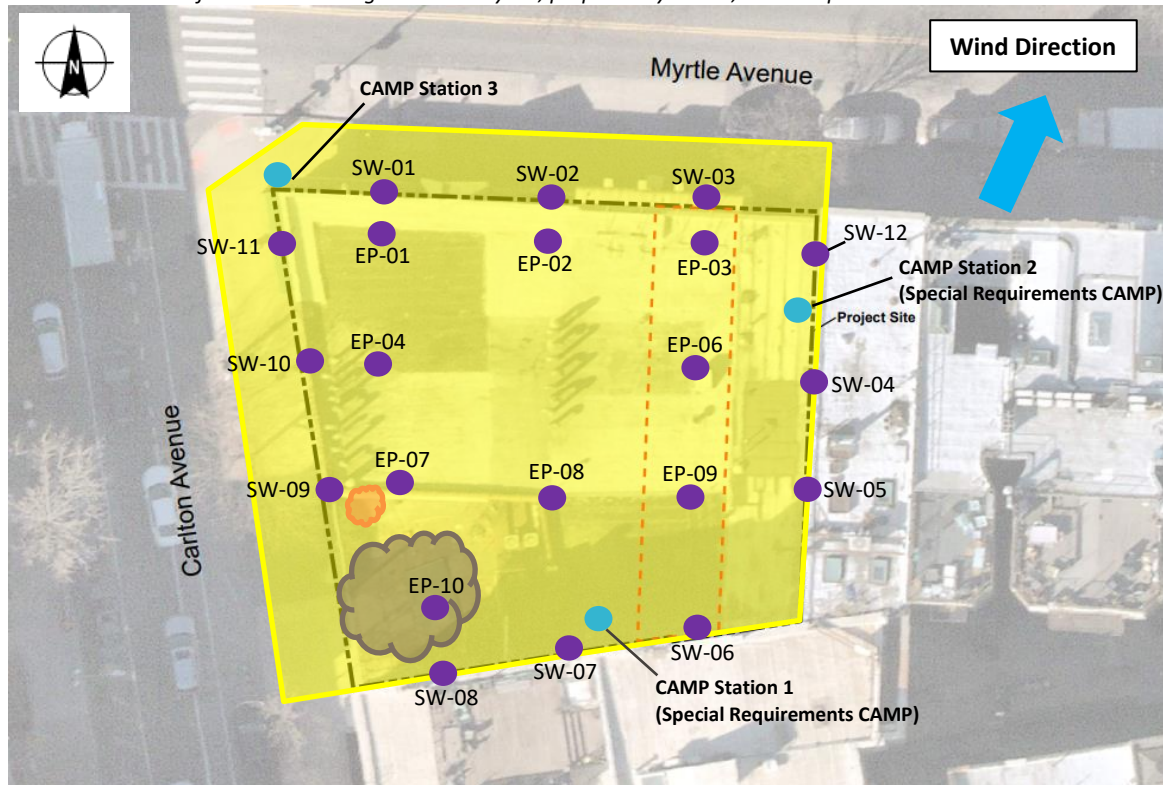 Wind Direction
N
Myrtle Avenue
CAMP Station 3
SW-01
SW-02
SW-03
SW-11
EP-01
EP-02
EP-03
SW-12
CAMP Station 2
(Special Requirements CAMP)
Project Site
SW-10
EP-04
EP-06
SW-04
Carlton Avenue
SW-09
EP-07
EP-08
EP-09
SW-05
EP-10
SW-08
SW-07
SW-06
CAMP Station 1
(Special Requirements CAMP)